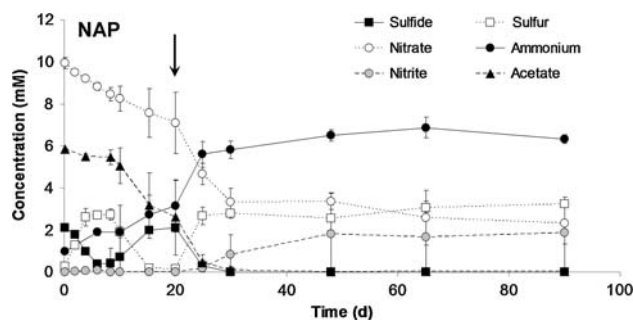 NAP
Sulfide
Sulfur
Nitrate
Ammonium
Nitrite
Acetate
Concentration (mM)
12
10
8
6
4
2
0
0
20
40
60
80
100
Time (d)